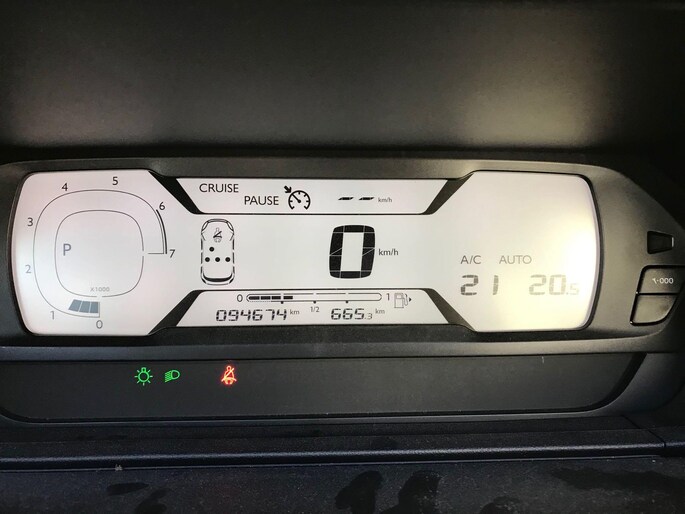 CRUISE
PAUSE -- km/h
4 5 6 7
3
2
1 0
P
x1000
0 km/h
A/C AUTO
21 20.5
0 1/2 1
094674 km 665.3 km